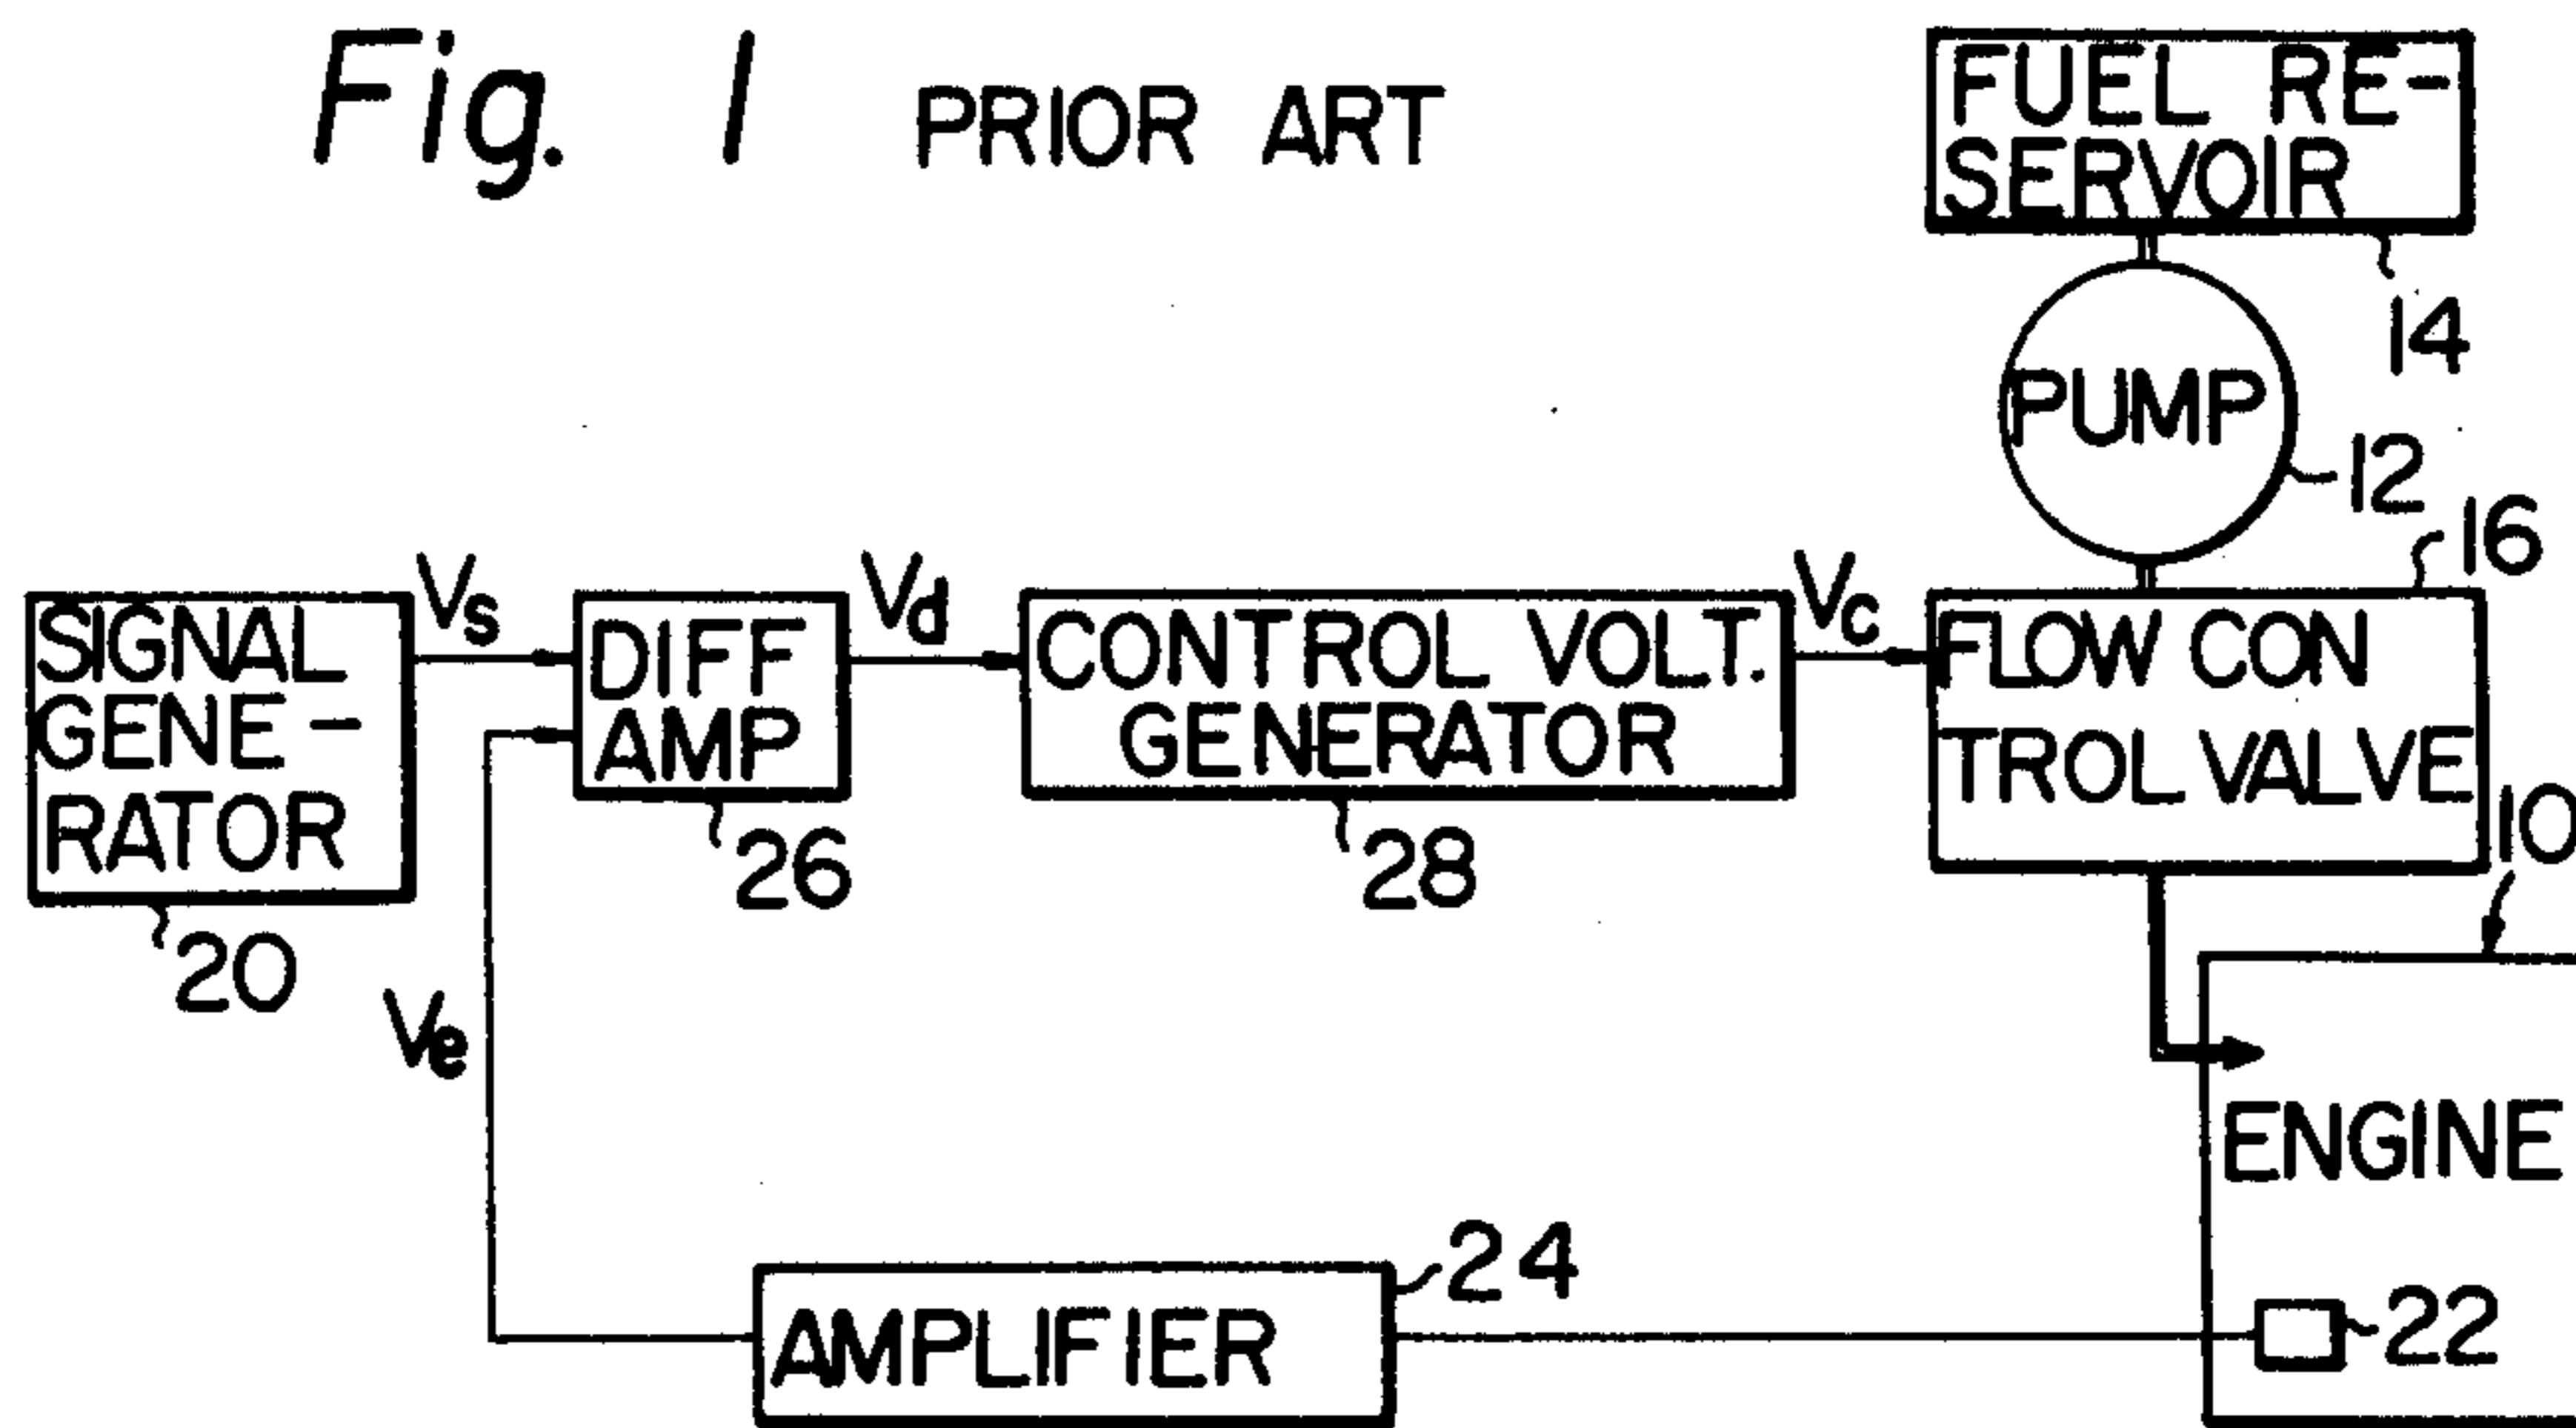 Fig. 1 PRIOR ART
FUEL RE-
SERVOIR
14
PUMP
12
16
Vs
Vd
Vc
SIGNAL
GENE-
RATOR
20
DIFF
AMP
26
CONTROL VOLT.
GENERATOR
28
FLOW CON
TROL VALVE
10
Ve
ENGINE
24
AMPLIFIER
22